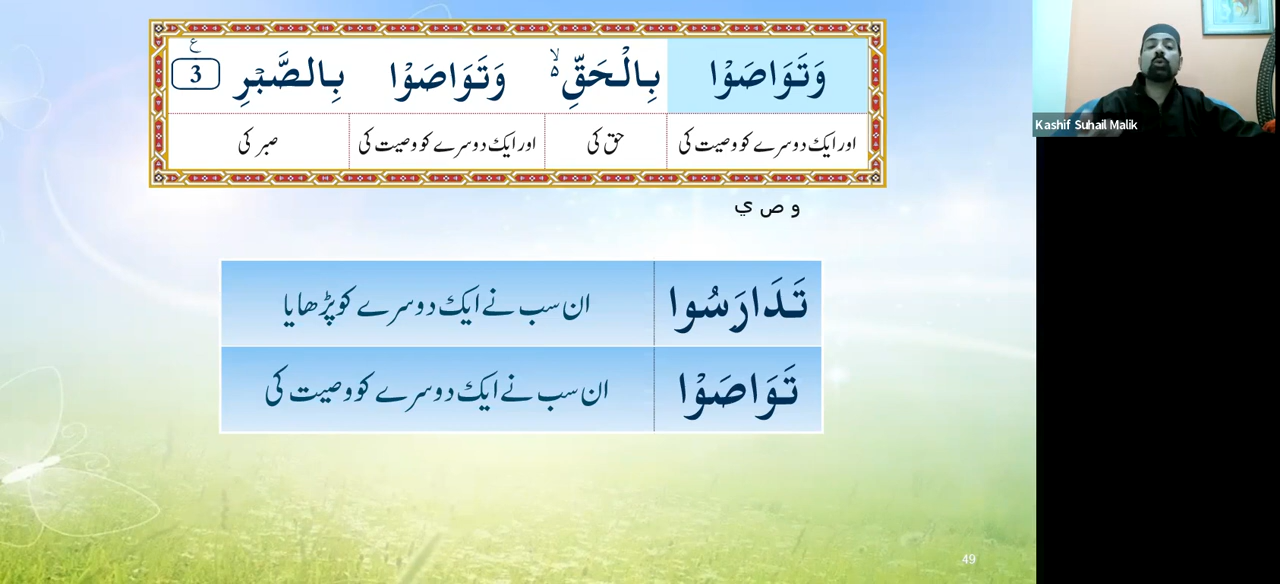 وَتَوَاصَوْا بِالْحَقِّ ۙ۬ وَتَوَاصَوْا بِالصَّبْرِ ع 3
اور ایک دوسرے کو وصیت کی حق کی اور ایک دوسرے کو وصیت کی صبر کی
و ص ي
تَدَارَسُوا ان سب نے ایک دوسرے کو پڑھایا
تَوَاصَوْا ان سب نے ایک دوسرے کو وصیت کی
49
Kashif Suhail Malik